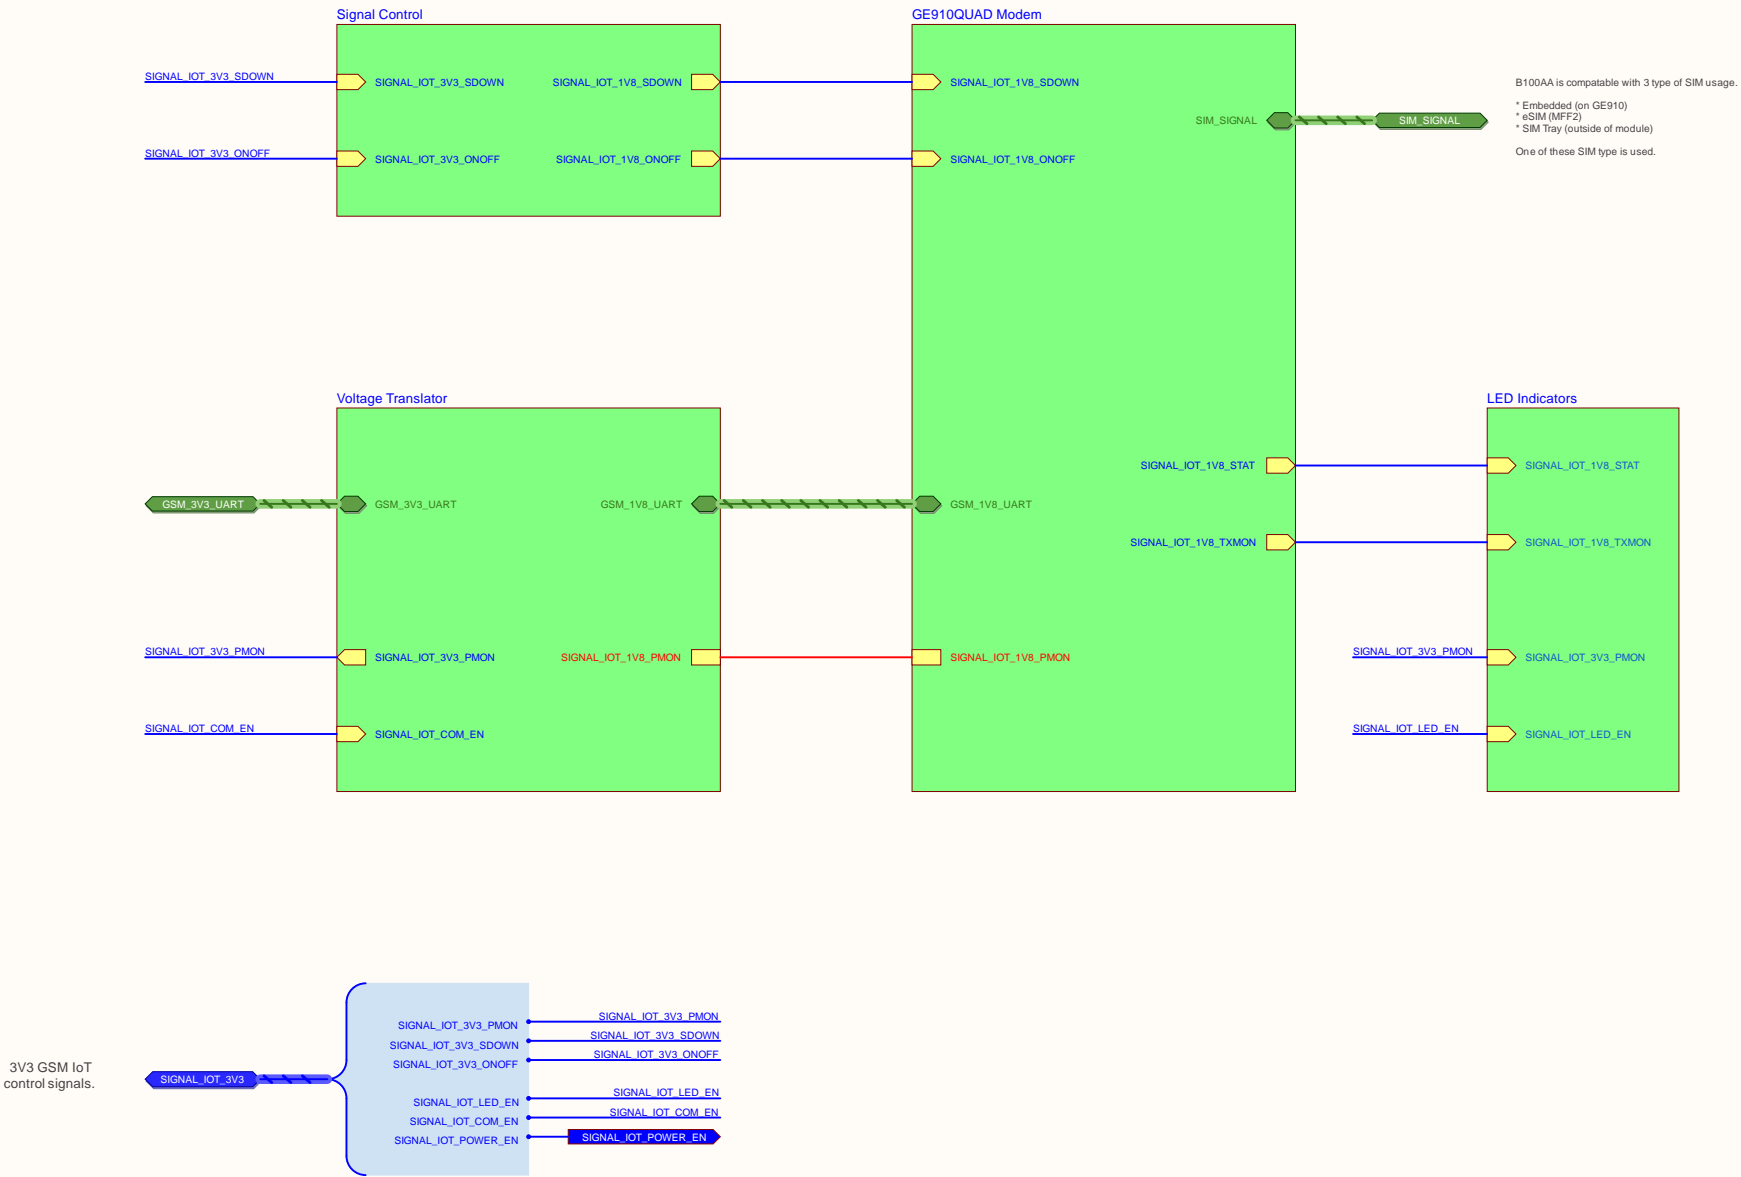 Signal Control
SIGNAL_IOT_3V3_SDOWN
SIGNAL_IOT_3V3_SDOWN
SIGNAL_IOT_1V8_SDOWN
SIGNAL_IOT_3V3_ONOFF
SIGNAL_IOT_3V3_ONOFF
SIGNAL_IOT_1V8_ONOFF
GE910QUAD Modem
SIGNAL_IOT_1V8_SDOWN
SIM_SIGNAL
SIM_SIGNAL
SIGNAL_IOT_1V8_ONOFF
B100AA is compatable with 3 type of SIM usage.
* Embedded (on GE910)
* eSIM (MFF2)
* SIM Tray (outside of module)
One of these SIM type is used.
Voltage Translator
GSM_3V3_UART
GSM_3V3_UART
GSM_1V8_UART
GSM_1V8_UART
SIGNAL_IOT_3V3_PMON
SIGNAL_IOT_3V3_PMON
SIGNAL_IOT_1V8_PMON
SIGNAL_IOT_1V8_PMON
SIGNAL_IOT_COM_EN
SIGNAL_IOT_COM_EN
SIGNAL_IOT_1V8_STAT
SIGNAL_IOT_1V8_TXMON
LED Indicators
SIGNAL_IOT_1V8_STAT
SIGNAL_IOT_1V8_TXMON
SIGNAL_IOT_3V3_PMON
SIGNAL_IOT_3V3_PMON
SIGNAL_IOT_LED_EN
SIGNAL_IOT_LED_EN
3V3 GSM IoT
control signals.
SIGNAL_IOT_3V3
SIGNAL_IOT_3V3_PMON
SIGNAL_IOT_3V3_PMON
SIGNAL_IOT_3V3_SDOWN
SIGNAL_IOT_3V3_SDOWN
SIGNAL_IOT_3V3_ONOFF
SIGNAL_IOT_3V3_ONOFF
SIGNAL_IOT_LED_EN
SIGNAL_IOT_LED_EN
SIGNAL_IOT_COM_EN
SIGNAL_IOT_COM_EN
SIGNAL_IOT_POWER_EN
SIGNAL_IOT_POWER_EN